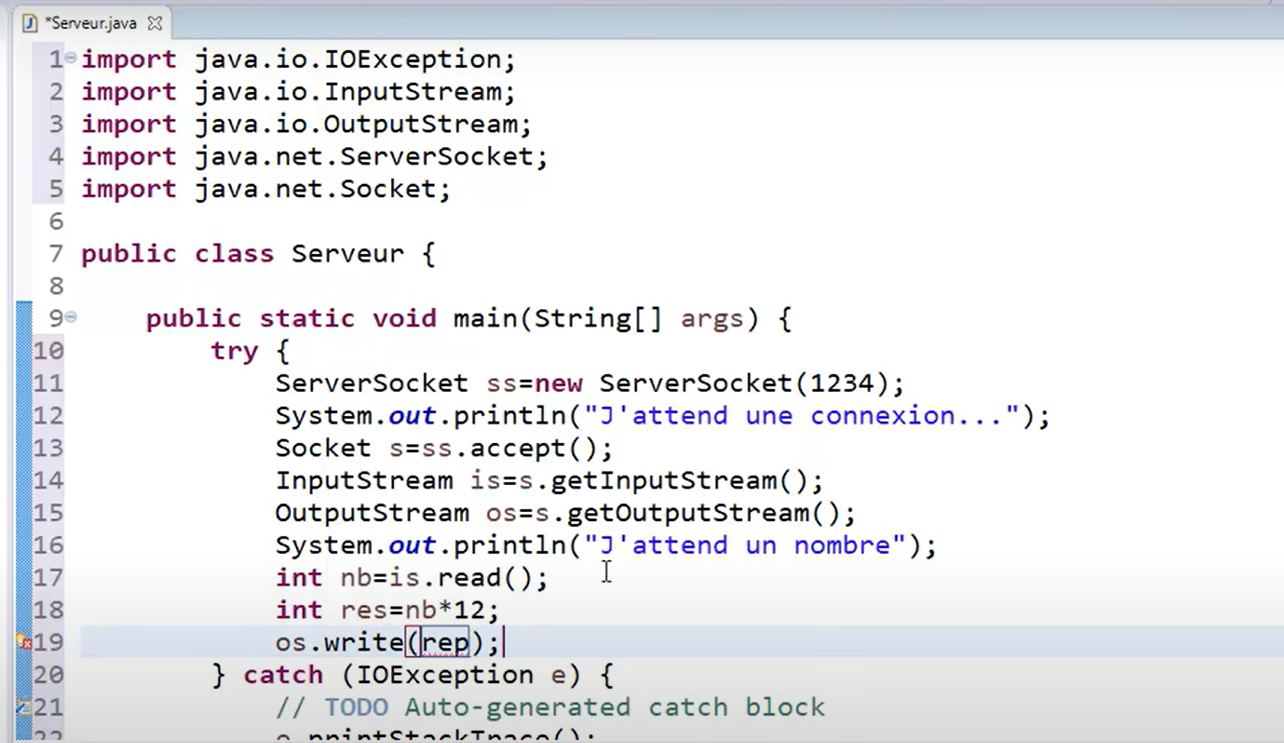 *Serveur.java
1 import java.io.IOException;
2 import java.io.InputStream;
3 import java.io.OutputStream;
4 import java.net.ServerSocket;
5 import java.net.Socket;
6
7 public class Serveur {
8
9 public static void main(String[] args) {
10 try {
11 ServerSocket ss=new ServerSocket(1234);
12 System.out.println("J'attend une connexion...");
13 Socket s=ss.accept();
14 InputStream is=s.getInputStream();
15 OutputStream os=s.getOutputStream();
16 System.out.println("J'attend un nombre");
17 int nb=is.read();
18 int res=nb*12;
19 os.write(rep);
20 } catch (IOException e) {
21 // TODO Auto-generated catch block
22 e.printStackTrace();